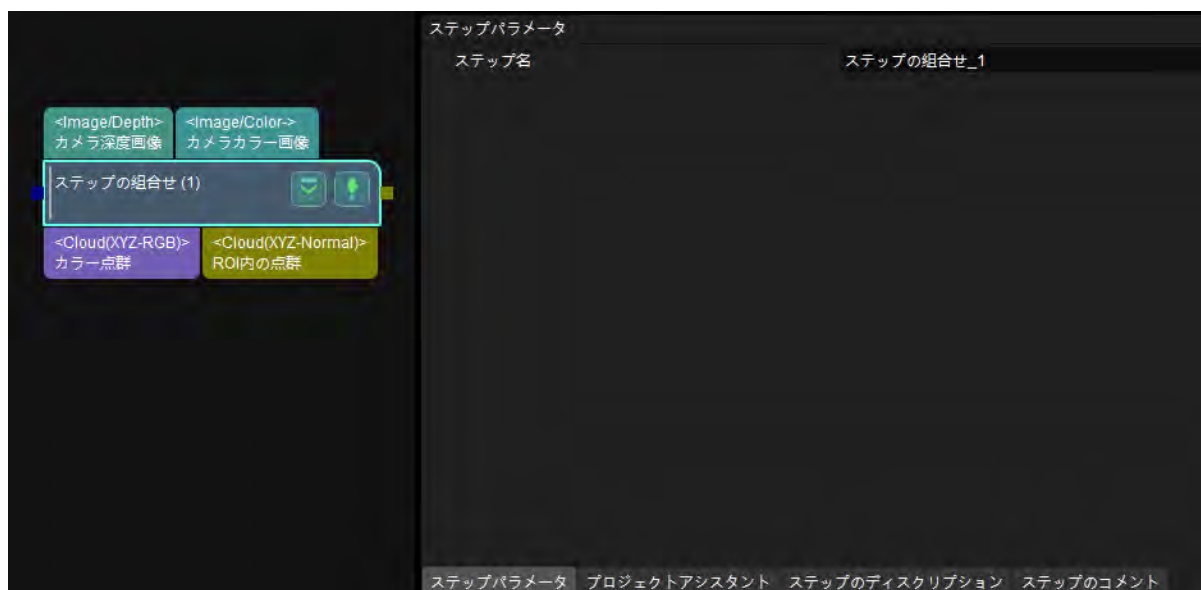 ステップパラメータ
ステップ名 ステップの組合せ_1
<Image/Depth> <Image/Color->
カメラ深度画像 カメラカラー画像
ステップの組合せ (1)
<Cloud(XYZ-RGB)> <Cloud(XYZ-Normal)>
カラー点群 ROI内の点群
ステップパラメータ プロジェクトアシスタント ステップのディスクリプション ステップのコメント